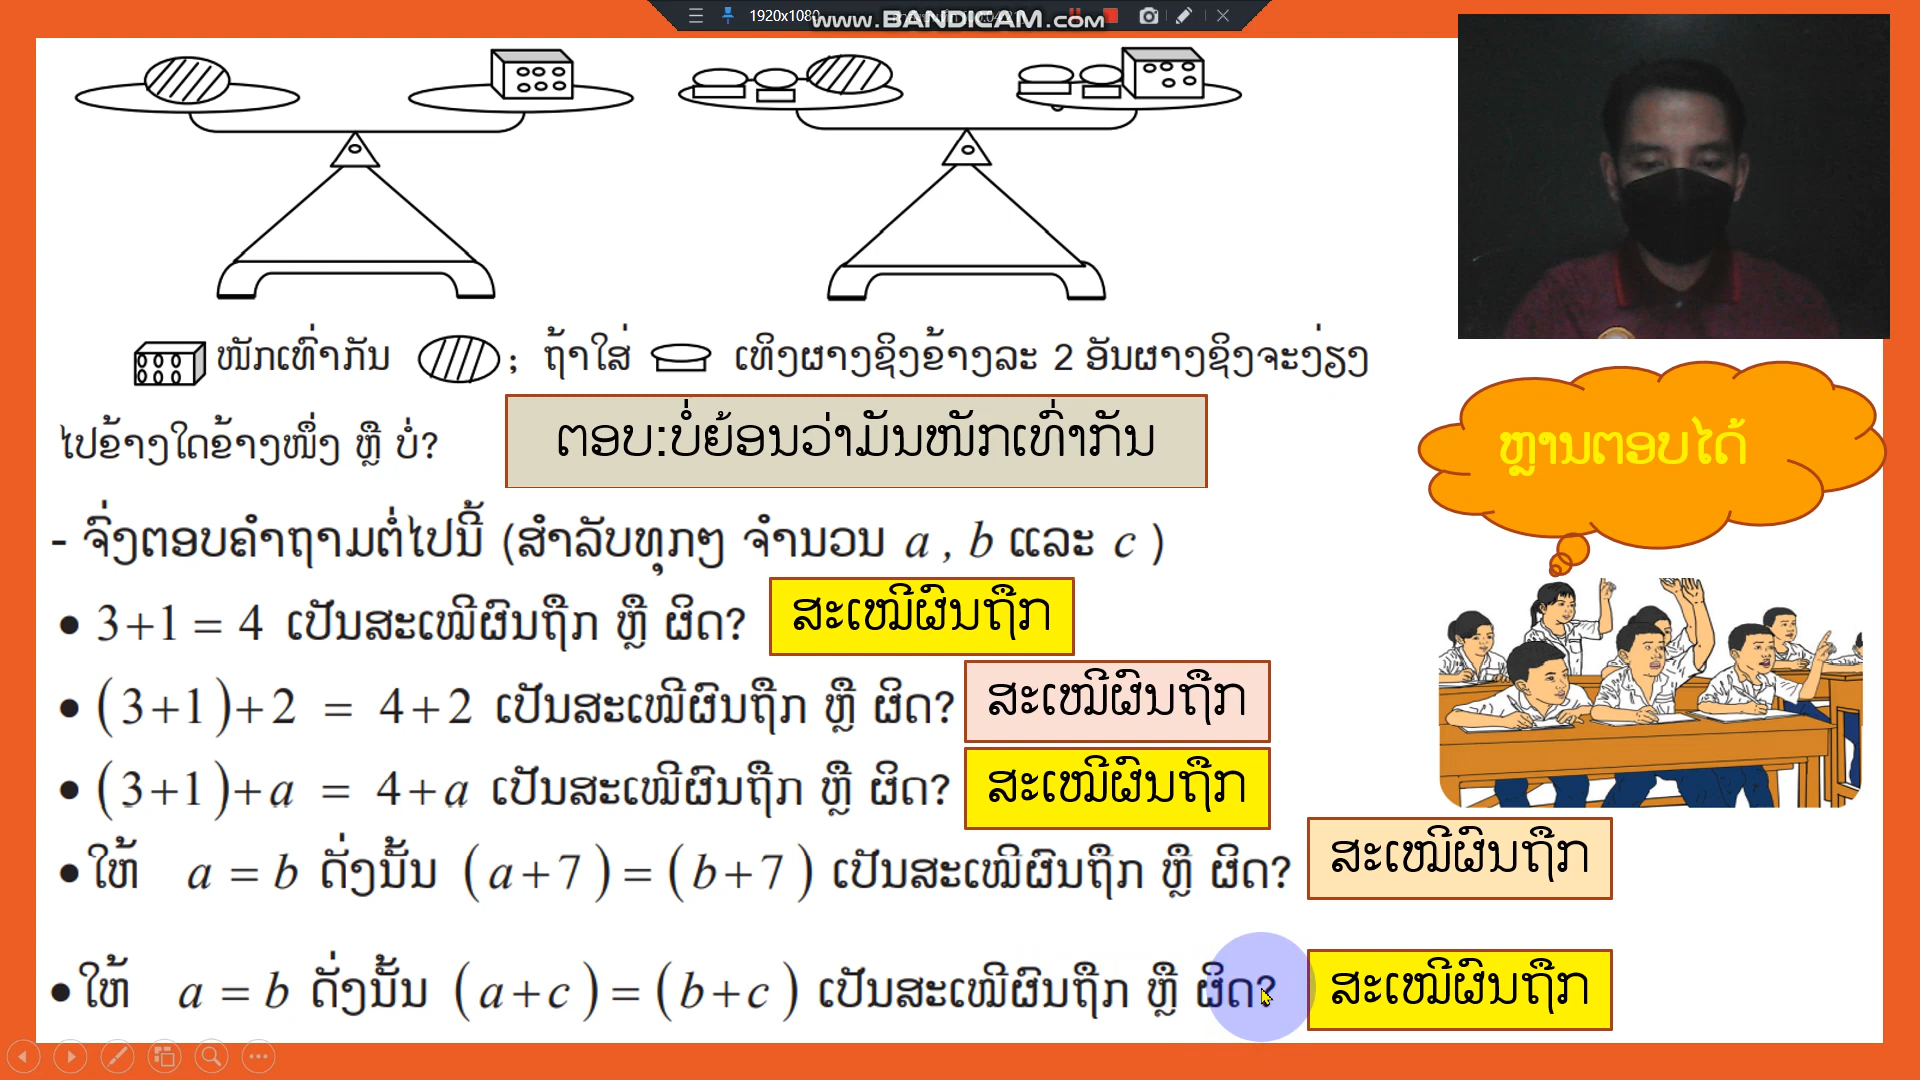 1920x1080
www.BANDICAM.com
ໜັກເທົ່າກັນ ; ຖ້າໃສ່ ເທິງຜາງຊິງຂ້າງລະ 2 ອັນຜາງຊິງຈະງ່ຽງ
ໄປຂ້າງໃດຂ້າງໜຶ່ງ ຫຼື ບໍ່?
ຕອບ:ບໍ່ຍ້ອນວ່າມັນໜັກເທົ່າກັນ
ຫຼານຕອບໄດ້
- ຈົ່ງຕອບຄຳຖາມຕໍ່ໄປນີ້ (ສຳລັບທຸກໆ ຈຳນວນ a , b ແລະ c )
● 3+1 = 4 ເປັນສະເໝີຜົນຖືກ ຫຼື ຜິດ? ສະເໝີຜົນຖືກ
● (3+1)+2 = 4+2 ເປັນສະເໝີຜົນຖືກ ຫຼື ຜິດ? ສະເໝີຜົນຖືກ
● (3+1)+a = 4+a ເປັນສະເໝີຜົນຖືກ ຫຼື ຜິດ? ສະເໝີຜົນຖືກ
● ໃຫ້ a = b ດັ່ງນັ້ນ (a+7)=(b+7) ເປັນສະເໝີຜົນຖືກ ຫຼື ຜິດ? ສະເໝີຜົນຖືກ
● ໃຫ້ a = b ດັ່ງນັ້ນ (a+c)=(b+c) ເປັນສະເໝີຜົນຖືກ ຫຼື ຜິດ? ສະເໝີຜົນຖືກ